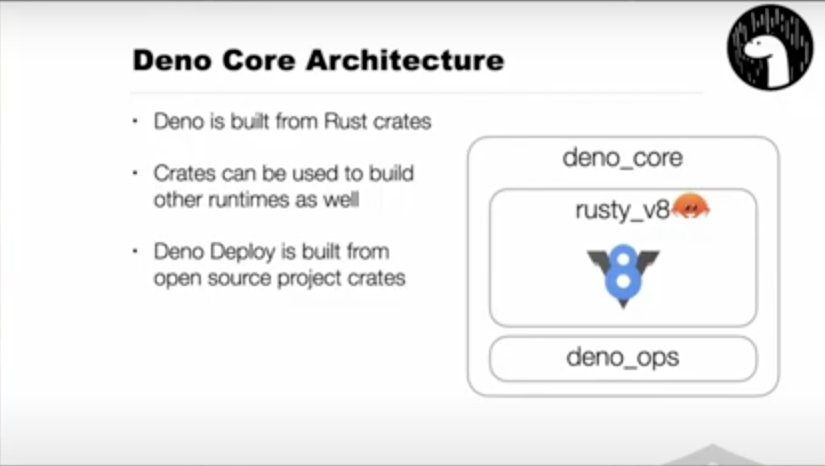 Deno Core Architecture
• Deno is built from Rust crates
• Crates can be used to build
other runtimes as well
• Deno Deploy is built from
open source project crates
deno_core
rusty_v8
8
deno_ops